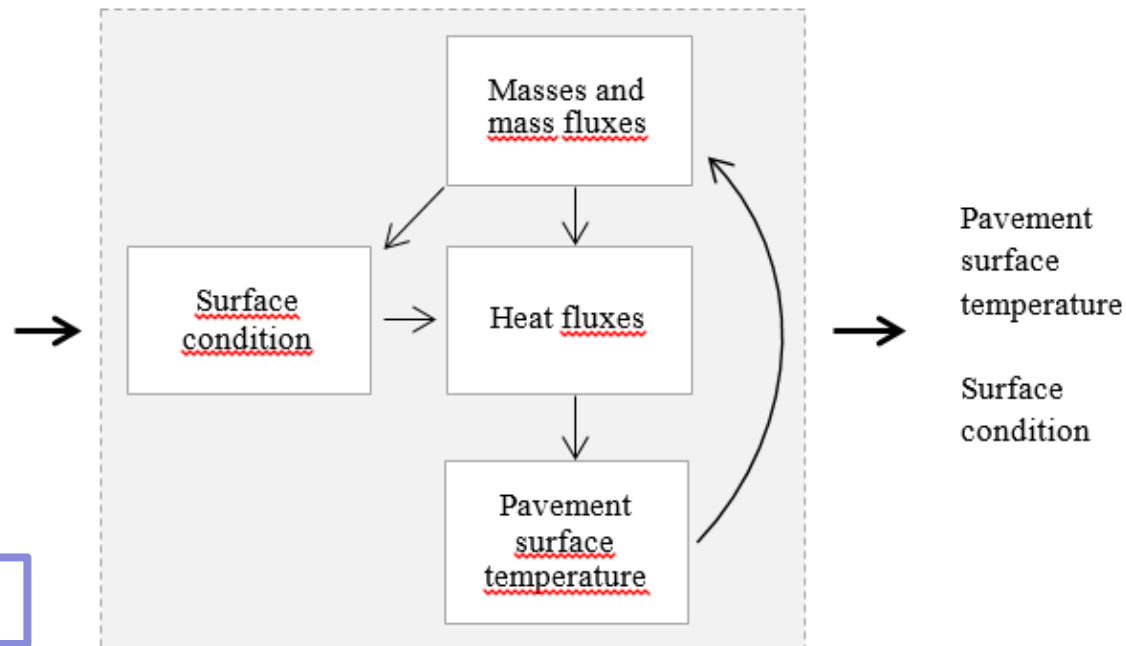 Masses and
mass fluxes
Surface
condition
Heat fluxes
Pavement
surface
temperature
Pavement
surface
temperature
Surface
condition